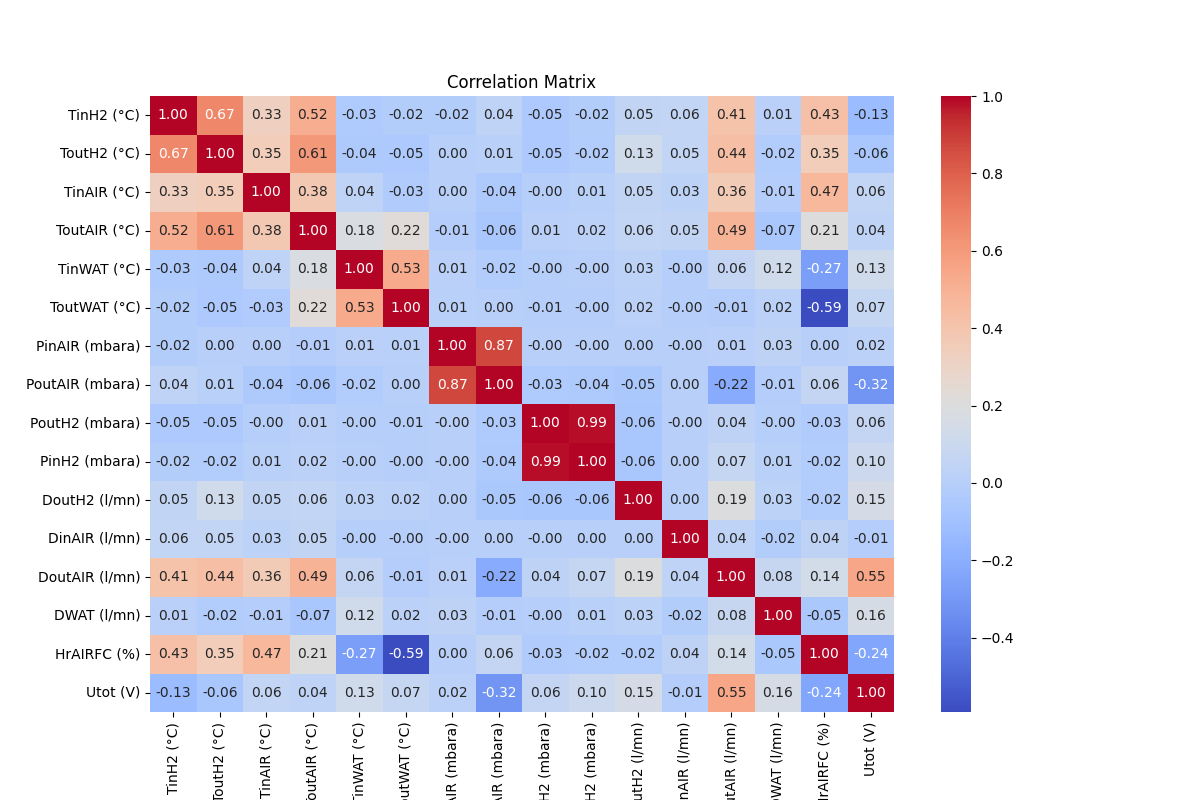 Correlation Matrix
TinH2 (°C) 1.00 0.67 0.33 0.52 -0.03 -0.02 -0.02 0.04 -0.05 -0.02 0.05 0.06 0.41 0.01 0.43 -0.13
ToutH2 (°C) 0.67 1.00 0.35 0.61 -0.04 -0.05 0.00 0.01 -0.05 -0.02 0.13 0.05 0.44 -0.02 0.35 -0.06
TinAIR (°C) 0.33 0.35 1.00 0.38 0.04 -0.03 0.00 -0.04 -0.00 0.01 0.05 0.03 0.36 -0.01 0.47 0.06
ToutAIR (°C) 0.52 0.61 0.38 1.00 0.18 0.22 -0.01 -0.06 0.01 0.02 0.06 0.05 0.49 -0.07 0.21 0.04
TinWAT (°C) -0.03 -0.04 0.04 0.18 1.00 0.53 0.01 -0.02 -0.00 -0.00 0.03 -0.00 0.06 0.12 -0.27 0.13
ToutWAT (°C) -0.02 -0.05 -0.03 0.22 0.53 1.00 0.01 0.00 -0.01 -0.00 0.02 -0.00 -0.01 0.02 -0.59 0.07
PinAIR (mbara) -0.02 0.00 0.00 -0.01 0.01 0.01 1.00 0.87 -0.00 -0.00 0.00 -0.00 0.01 0.03 0.00 0.02
PoutAIR (mbara) 0.04 0.01 -0.04 -0.06 -0.02 0.00 0.87 1.00 -0.03 -0.04 -0.05 0.00 -0.22 -0.01 0.06 -0.32
PoutH2 (mbara) -0.05 -0.05 -0.00 0.01 -0.00 -0.01 -0.00 -0.03 1.00 0.99 -0.06 -0.00 0.04 -0.00 -0.03 0.06
PinH2 (mbara) -0.02 -0.02 0.01 0.02 -0.00 -0.00 -0.00 -0.04 0.99 1.00 -0.06 0.00 0.07 0.01 -0.02 0.10
DoutH2 (l/mn) 0.05 0.13 0.05 0.06 0.03 0.02 0.00 -0.05 -0.06 -0.06 1.00 0.00 0.19 0.03 -0.02 0.15
DinAIR (l/mn) 0.06 0.05 0.03 0.05 -0.00 -0.00 -0.00 0.00 -0.00 0.00 0.00 1.00 0.04 -0.02 0.04 -0.01
DoutAIR (l/mn) 0.41 0.44 0.36 0.49 0.06 -0.01 0.01 -0.22 0.04 0.07 0.19 0.04 1.00 0.08 0.14 0.55
DWAT (l/mn) 0.01 -0.02 -0.01 -0.07 0.12 0.02 0.03 -0.01 -0.00 0.01 0.03 -0.02 0.08 1.00 -0.05 0.16
HrAIRFC (%) 0.43 0.35 0.47 0.21 -0.27 -0.59 0.00 0.06 -0.03 -0.02 -0.02 0.04 0.14 -0.05 1.00 -0.24
Utot (V) -0.13 -0.06 0.06 0.04 0.13 0.07 0.02 -0.32 0.06 0.10 0.15 -0.01 0.55 0.16 -0.24 1.00
TinH2 (°C)
ToutH2 (°C)
TinAIR (°C)
outAIR (°C)
TinWAT (°C)
outWAT (°C)
AIR (mbara)
AIR (mbara)
H2 (mbara)
H2 (mbara)
utH2 (l/mn)
nAIR (l/mn)
utAIR (l/mn)
DWAT (l/mn)
HrAIRFC (%)
Utot (V)
1.0
0.8
0.6
0.4
0.2
0.0
−0.2
−0.4